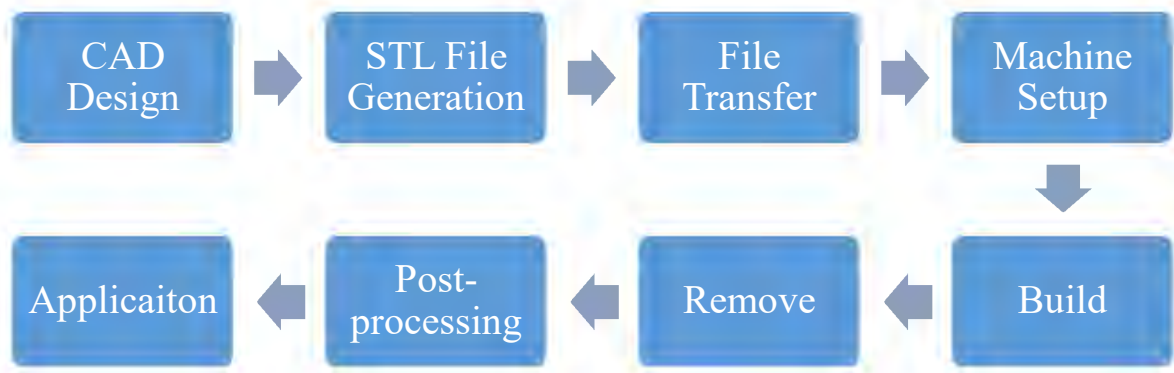 CAD
Design
STL File
Generation
File
Transfer
Machine
Setup
Build
Remove
Post-
processing
Applicaiton